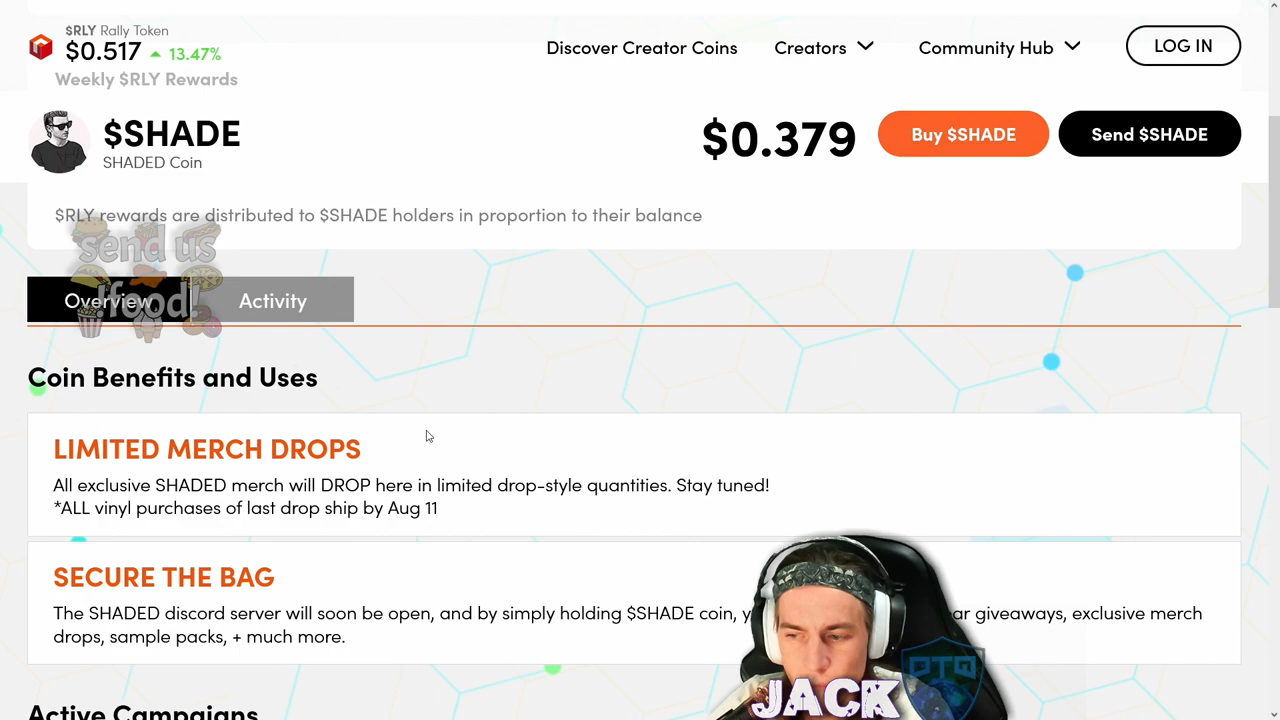 $RLY Rally Token
$0.517 13.47%
Weekly $RLY Rewards
Discover Creator Coins
Creators
Community Hub
LOG IN
$SHADE
SHADED Coin
$0.379
Buy $SHADE
Send $SHADE
$RLY rewards are distributed to $SHADE holders in proportion to their balance
send us
!food!
Overview
Activity
Coin Benefits and Uses
LIMITED MERCH DROPS
All exclusive SHADED merch will DROP here in limited drop-style quantities. Stay tuned!
*ALL vinyl purchases of last drop ship by Aug 11
SECURE THE BAG
The SHADED discord server will soon be open, and by simply holding $SHADE coin, giveaways, exclusive merch
drops, sample packs, + much more.
PTQ
JACK
Active Campaigns